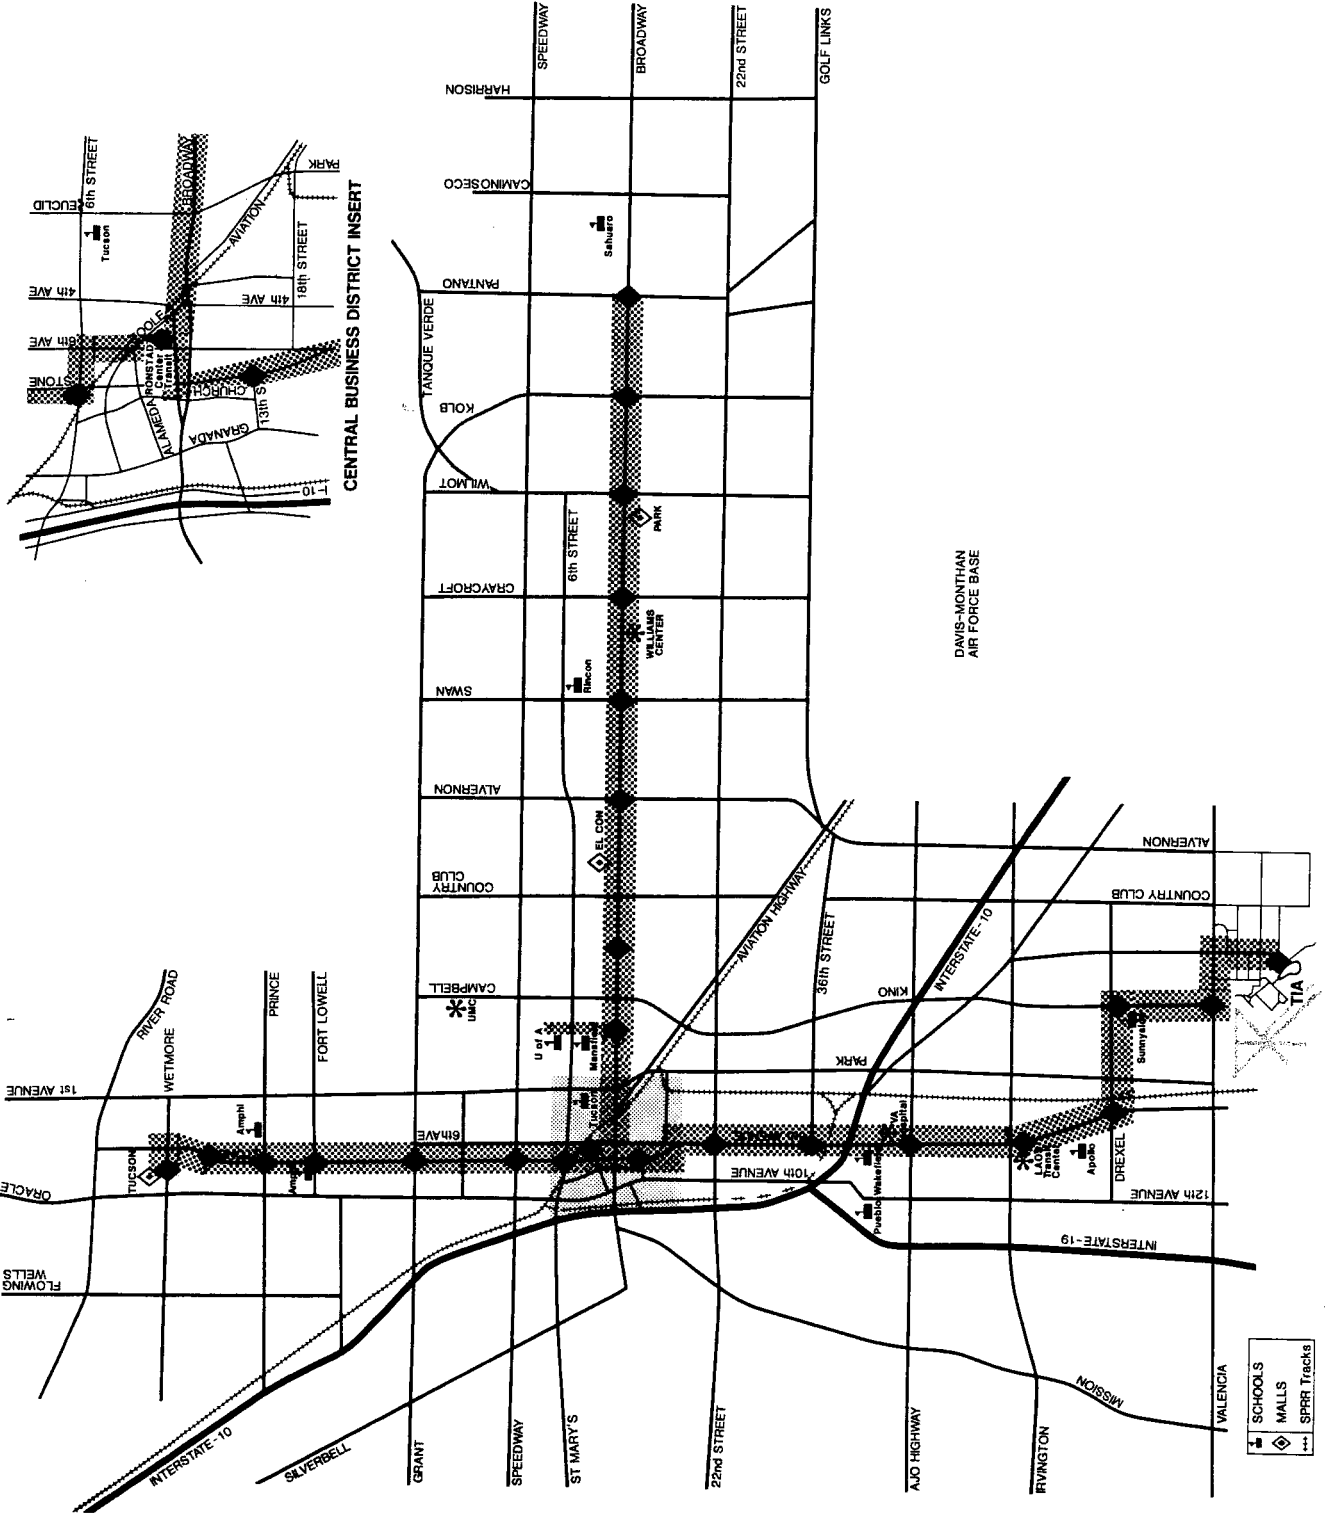 SPEEDWAY
BROADWAY
22nd STREET
GOLF LINKS
HARRISON
CAMINO SECO
Sahuaro
PANTANO
TANQUE VERDE
KOLB
WILMOT
6th STREET
PARK
CRAYCROFT
WILLIAMS
CENTER
Rincon
SWAN
DAVIS-MONTHAN
AIR FORCE BASE
ALVERNON
EL CON
COUNTRY
CLUB
AVIATION HIGHWAY
36th STREET
INTERSTATE-10
ALVERNON
COUNTRY CLUB
CAMPBELL
UMC
KINO
U of A
Mansfield
Tucson
PARK
Sunnyside
TIA
RIVER ROAD
WETMORE
PRINCE
FORT LOWELL
1st AVENUE
Amphi
6th AVE
TUCSON
ORACLE
10th AVENUE
Pueblo
Wakefield
Transit
Center
Apollo
DREXEL
12th AVENUE
FLOWING
WELLS
INTERSTATE-19
INTERSTATE-10
SILVERBELL
GRANT
SPEEDWAY
ST MARY'S
22nd STREET
AJO HIGHWAY
IRVINGTON
MISSION
VALENCIA
SCHOOLS
MALLS
SPRR Tracks
CENTRAL BUSINESS DISTRICT INSERT
6th STREET
EUCLID
Tucson
BROADWAY
PARK
AVIATION
18th STREET
4th AVE
4th AVE
6th AVE
STONE
RONSTADT
Center
Transit
CHURCH
13th S
ALAMEDA
GRANADA
I-10